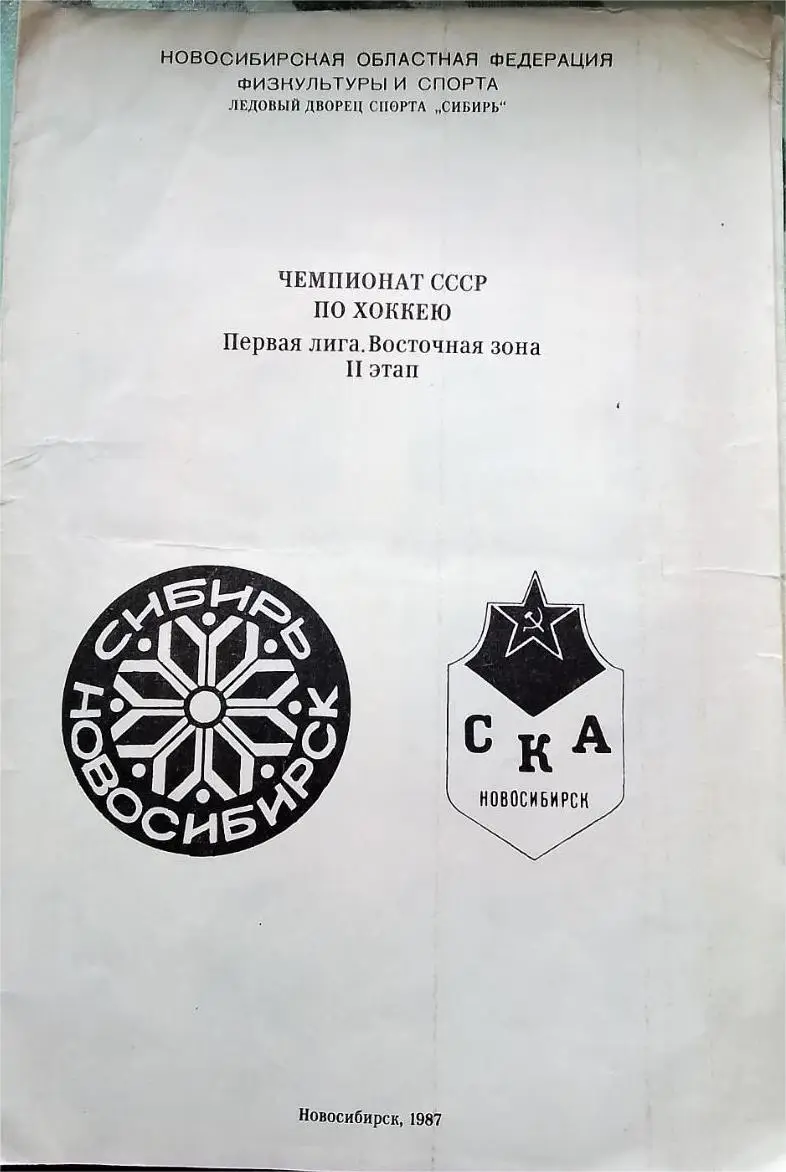 НОВОСИБИРСКАЯ ОБЛАСТНАЯ ФЕДЕРАЦИЯ
ФИЗКУЛЬТУРЫ И СПОРТА
ЛЕДОВЫЙ ДВОРЕЦ СПОРТА „СИБИРЬ“
ЧЕМПИОНАТ СССР
ПО ХОККЕЮ
Первая лига. Восточная зона
II этап
СИБИРЬ
НОВОСИБИРСК
СКА
НОВОСИБИРСК
Новосибирск, 1987